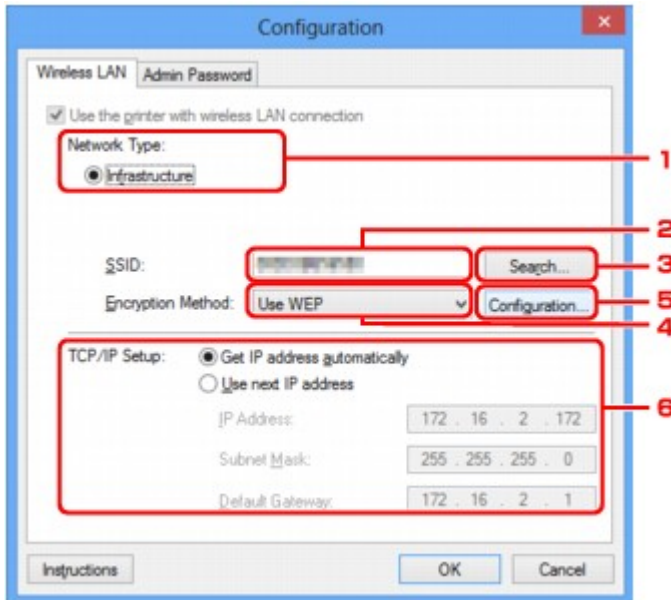 Configuration
Wireless LAN Admin Password
Use the printer with wireless LAN connection
Network Type:
1
Infrastructure
2
SSID: Search... 3
Encryption Method: Use WEP Configuration... 5
4
TCP/IP Setup: Get IP address automatically
Use next IP address
6
IP Address: 172 . 16 . 2 . 172
Subnet Mask: 255 . 255 . 255 . 0
Default Gateway: 172 . 16 . 2 . 1
Instructions OK Cancel